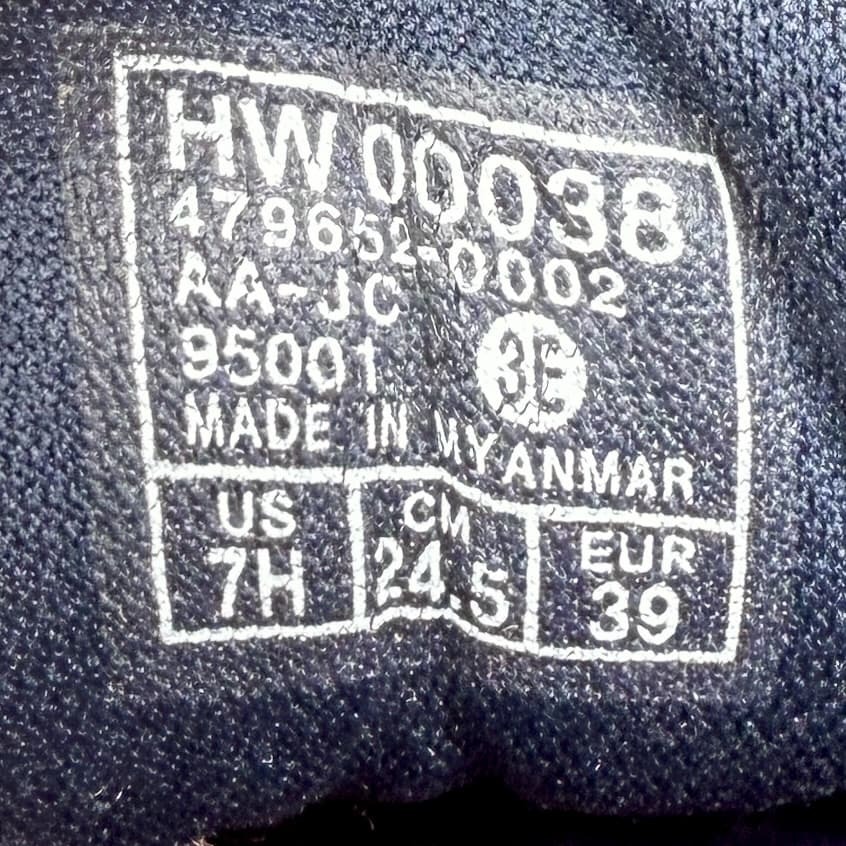 HW 00038
479652-0002
AA-JC
95001
3E
MADE IN MYANMAR
US
7H
CM
24.5
EUR
39